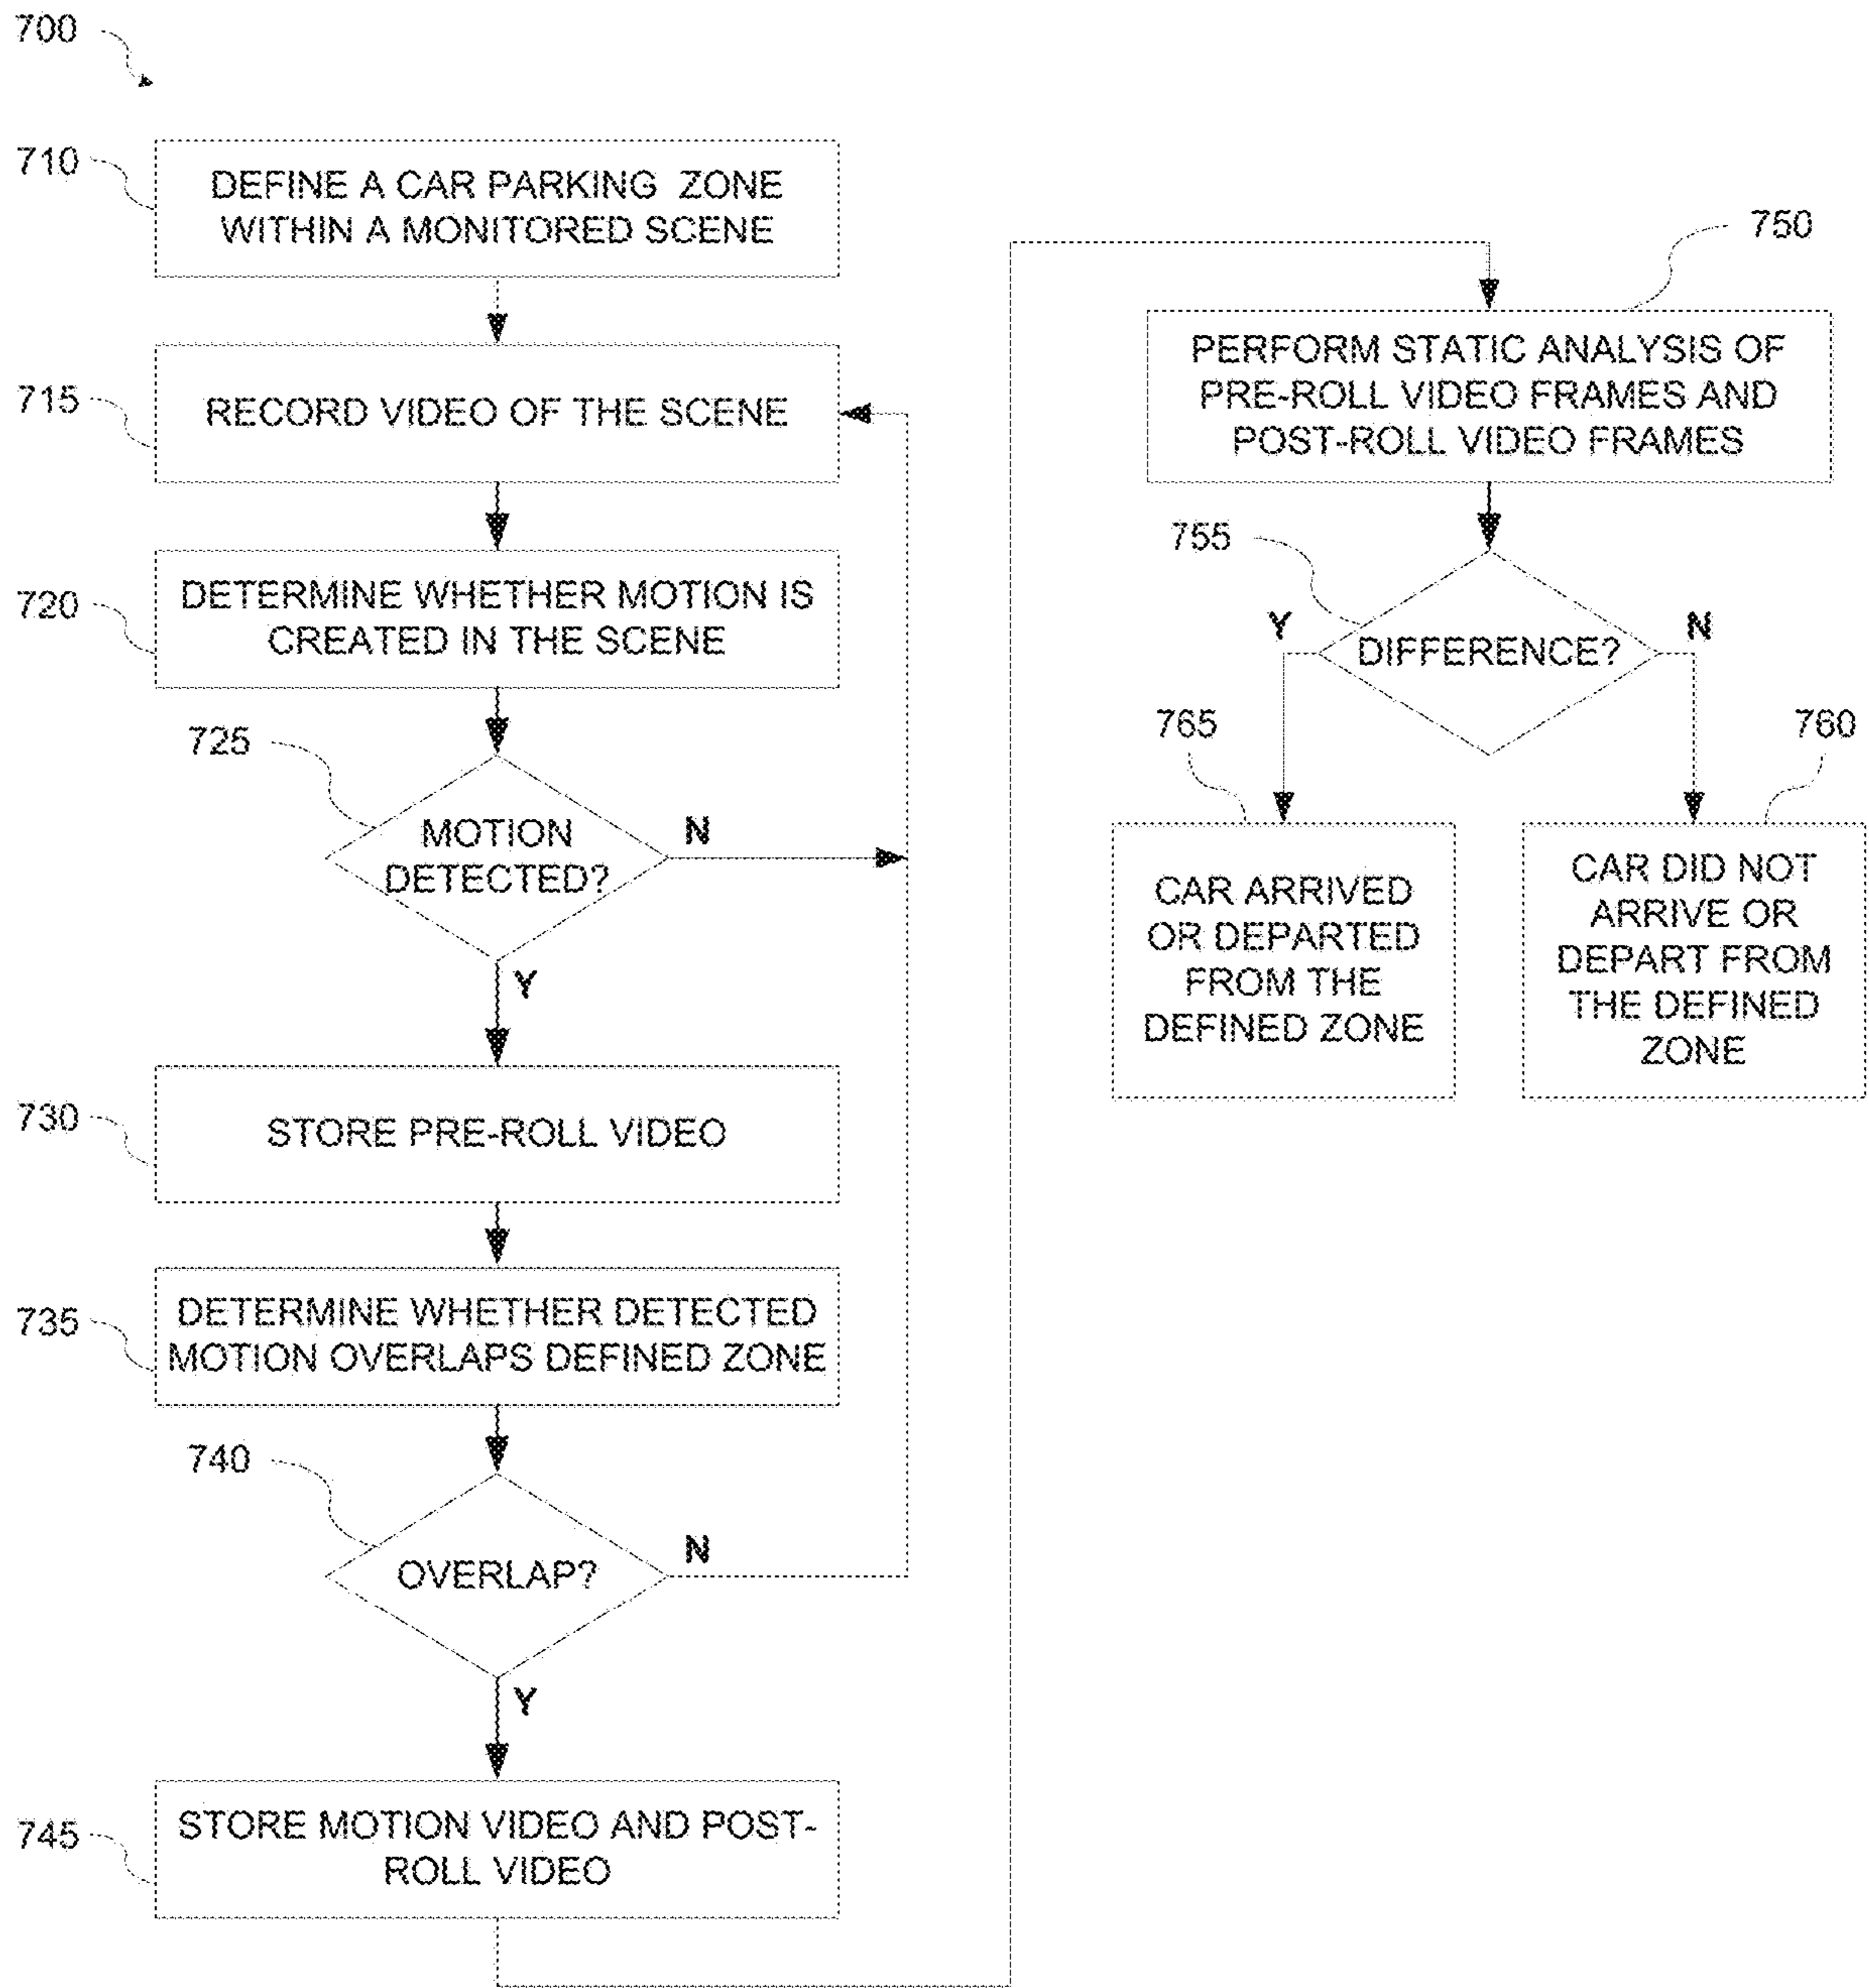 700
710
DEFINE A CAR PARKING ZONE
WITHIN A MONITORED SCENE
715
RECORD VIDEO OF THE SCENE
720
DETERMINE WHETHER MOTION IS
CREATED IN THE SCENE
725
MOTION
DETECTED?
N
Y
730
STORE PRE-ROLL VIDEO
735
DETERMINE WHETHER DETECTED
MOTION OVERLAPS DEFINED ZONE
740
OVERLAP?
N
Y
745
STORE MOTION VIDEO AND POST-
ROLL VIDEO
750
PERFORM STATIC ANALYSIS OF
PRE-ROLL VIDEO FRAMES AND
POST-ROLL VIDEO FRAMES
755
DIFFERENCE?
Y
N
765
CAR ARRIVED
OR DEPARTED
FROM THE
DEFINED ZONE
760
CAR DID NOT
ARRIVE OR
DEPART FROM
THE DEFINED
ZONE